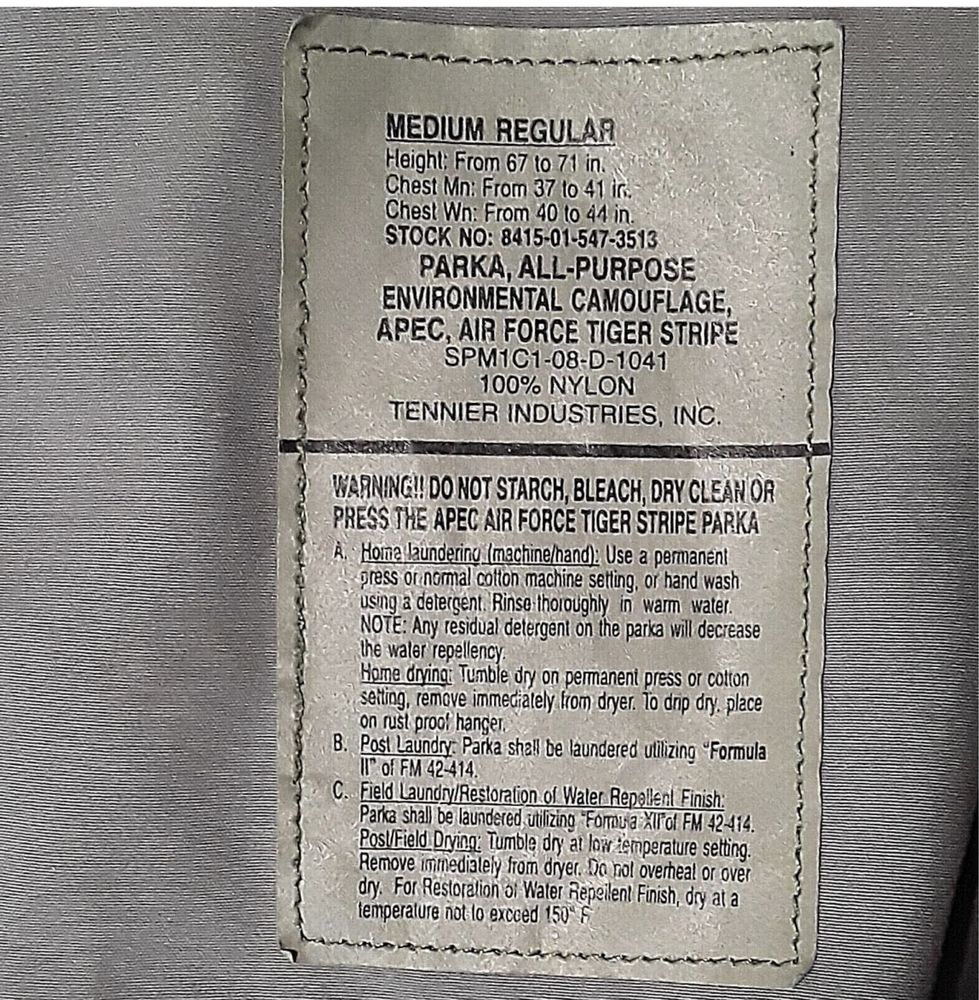 MEDIUM REGULAR
Height: From 67 to 71 in.
Chest Mn: From 37 to 41 in.
Chest Wn: From 40 to 44 in.
STOCK NO: 8415-01-547-3513
PARKA, ALL-PURPOSE
ENVIRONMENTAL CAMOUFLAGE,
APEC, AIR FORCE TIGER STRIPE
SPM1C1-08-D-1041
100% NYLON
TENNIER INDUSTRIES, INC.
WARNING!! DO NOT STARCH, BLEACH, DRY CLEAN OR
PRESS THE APEC AIR FORCE TIGER STRIPE PARKA
A. Home laundering (machine/hand): Use a permanent
press or normal cotton machine setting, or hand wash
using a detergent. Rinse thoroughly in warm water.
NOTE: Any residual detergent on the parka will decrease
the water repellency.
Home drying: Tumble dry on permanent press or cotton
setting, remove immediately from dryer. To drip dry, place
on rust proof hanger.
B. Post Laundry: Parka shall be laundered utilizing "Formula
II" of FM 42-414.
C. Field Laundry/Restoration of Water Repellent Finish:
Parka shall be laundered utilizing "Formula XII"of FM 42-414.
Post/Field Drying: Tumble dry at low temperature setting.
Remove immediately from dryer. Do not overheat or over
dry. For Restoration of Water Repellent Finish, dry at a
temperature not to exceed 150° F